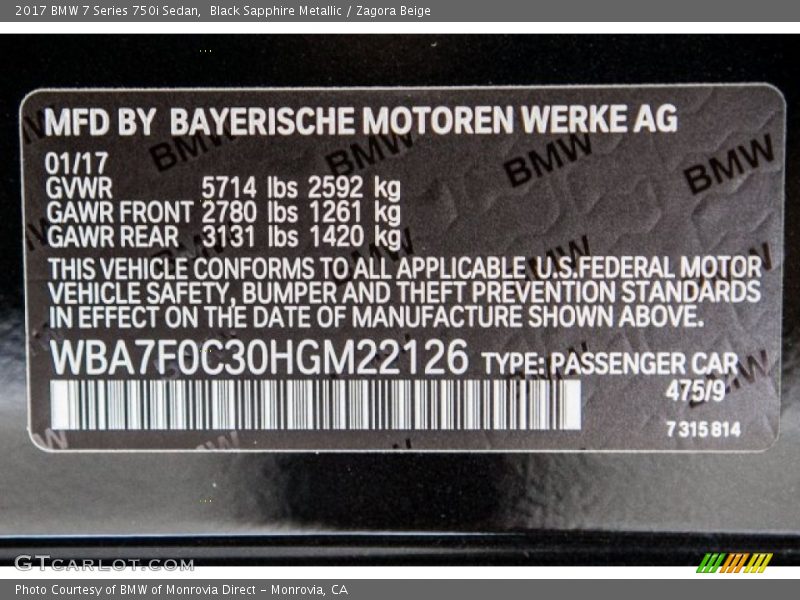 2017 BMW 7 Series 750i Sedan,  Black Sapphire Metallic / Zagora Beige
MFD BY BAYERISCHE MOTOREN WERKE AG
01/17
GVWR 5714 lbs 2592 kg
GAWR FRONT 2780 lbs 1261 kg
GAWR REAR 3131 lbs 1420 kg
THIS VEHICLE CONFORMS TO ALL APPLICABLE U.S.FEDERAL MOTOR
VEHICLE SAFETY, BUMPER AND THEFT PREVENTION STANDARDS
IN EFFECT ON THE DATE OF MANUFACTURE SHOWN ABOVE.
WBA7F0C30HGM22126 TYPE: PASSENGER CAR
475/9
7 315 814
GTCARLOT.COM
Photo Courtesy of BMW of Monrovia Direct - Monrovia, CA